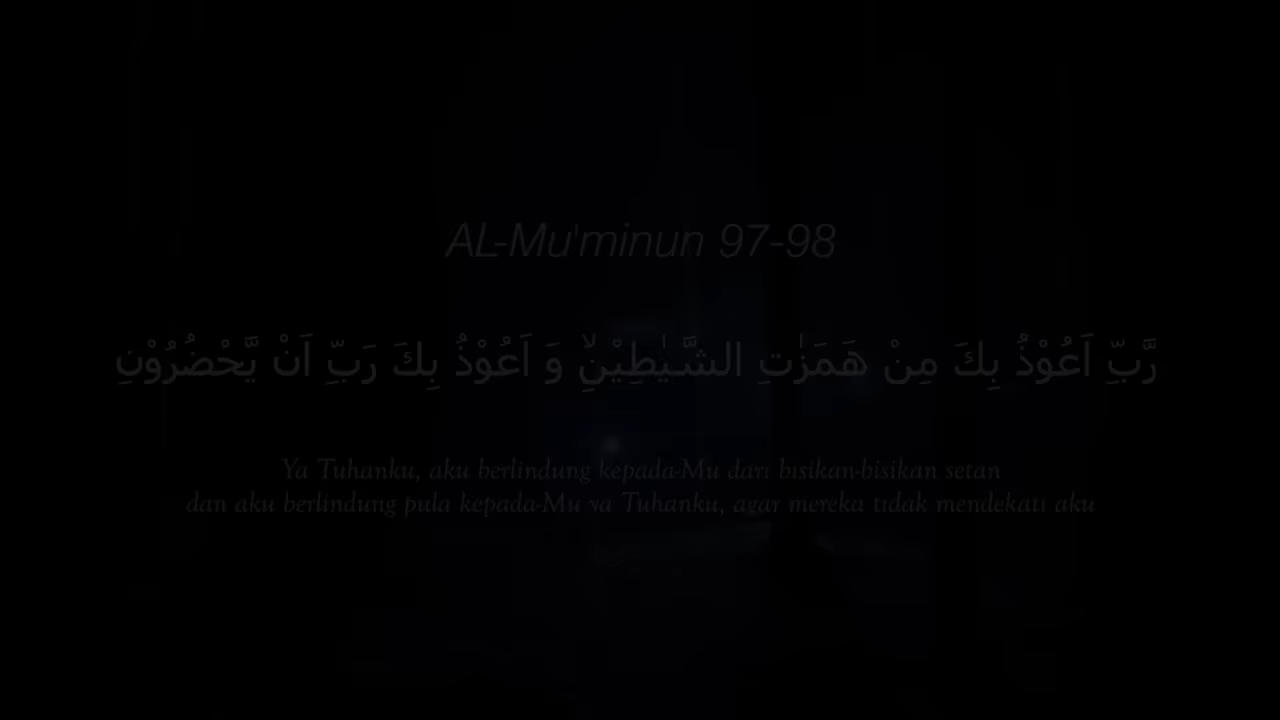 AL-Mu'minun 97-98
رَّبِّ اَعُوْذُ بِكَ مِنْ هَمَزٰتِ الشَّيٰطِيْنِۙ وَ اَعُوْذُ بِكَ رَبِّ اَنْ يَّحْضُرُوْنِ
Ya Tuhanku, aku berlindung kepada-Mu dari bisikan-bisikan setan
dan aku berlindung pula kepada-Mu ya Tuhanku, agar mereka tidak mendekati aku